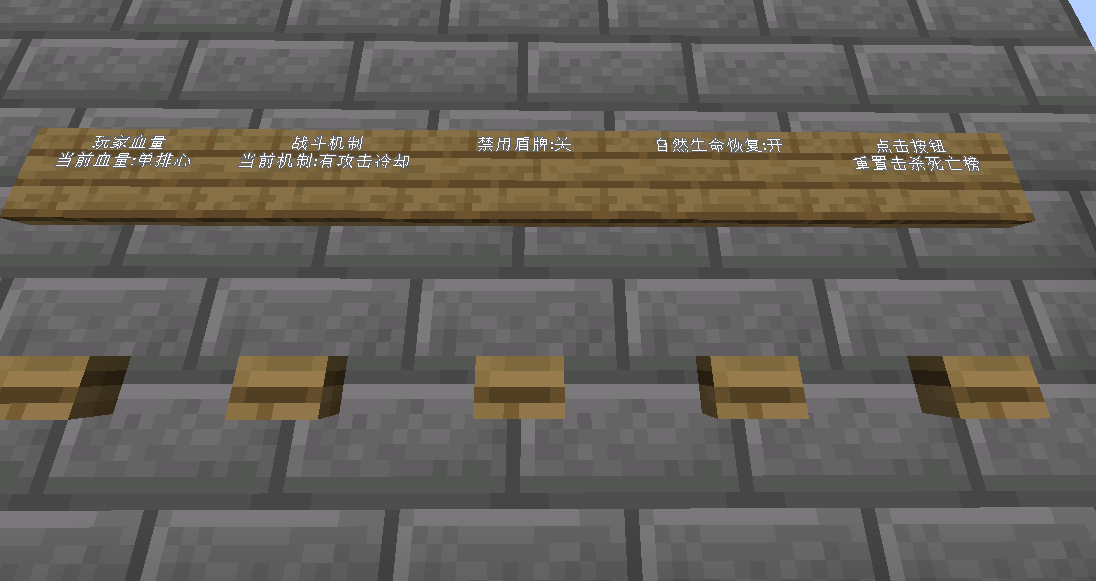 玩家血量
当前血量:单排心
战斗机制
当前机制:有攻击冷却
禁用盾牌:关
自然生命恢复:开
点击按钮
重置击杀死亡榜